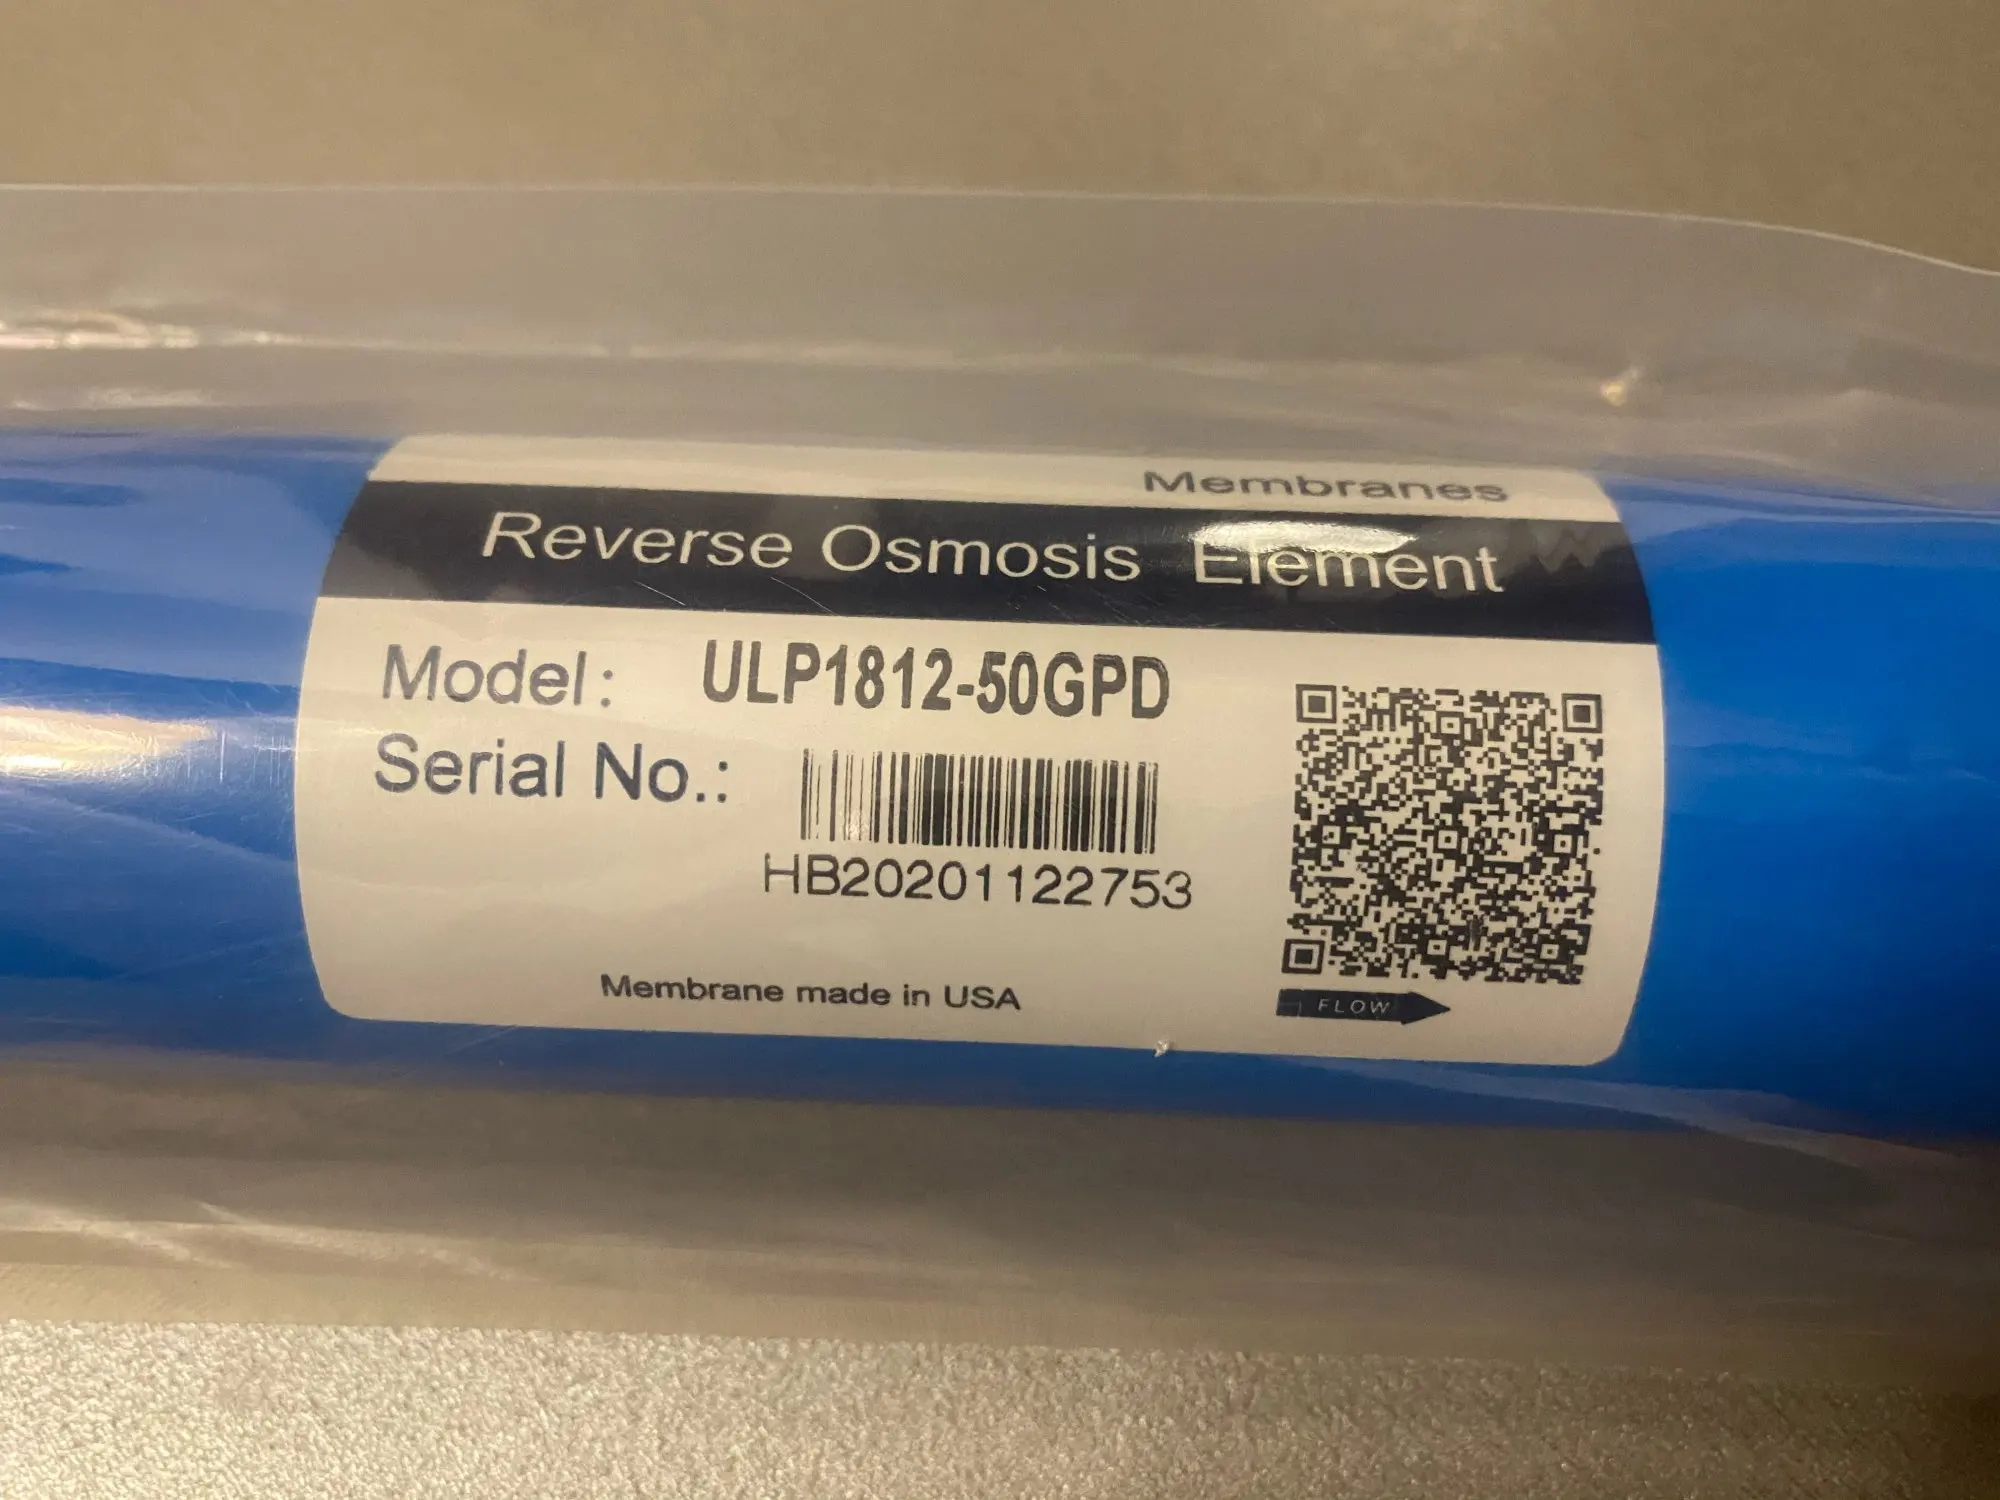 Membranes
Reverse Osmosis Element
Model: ULP1812-50GPD
Serial No.:
HB20201122753
Membrane made in USA
FLOW